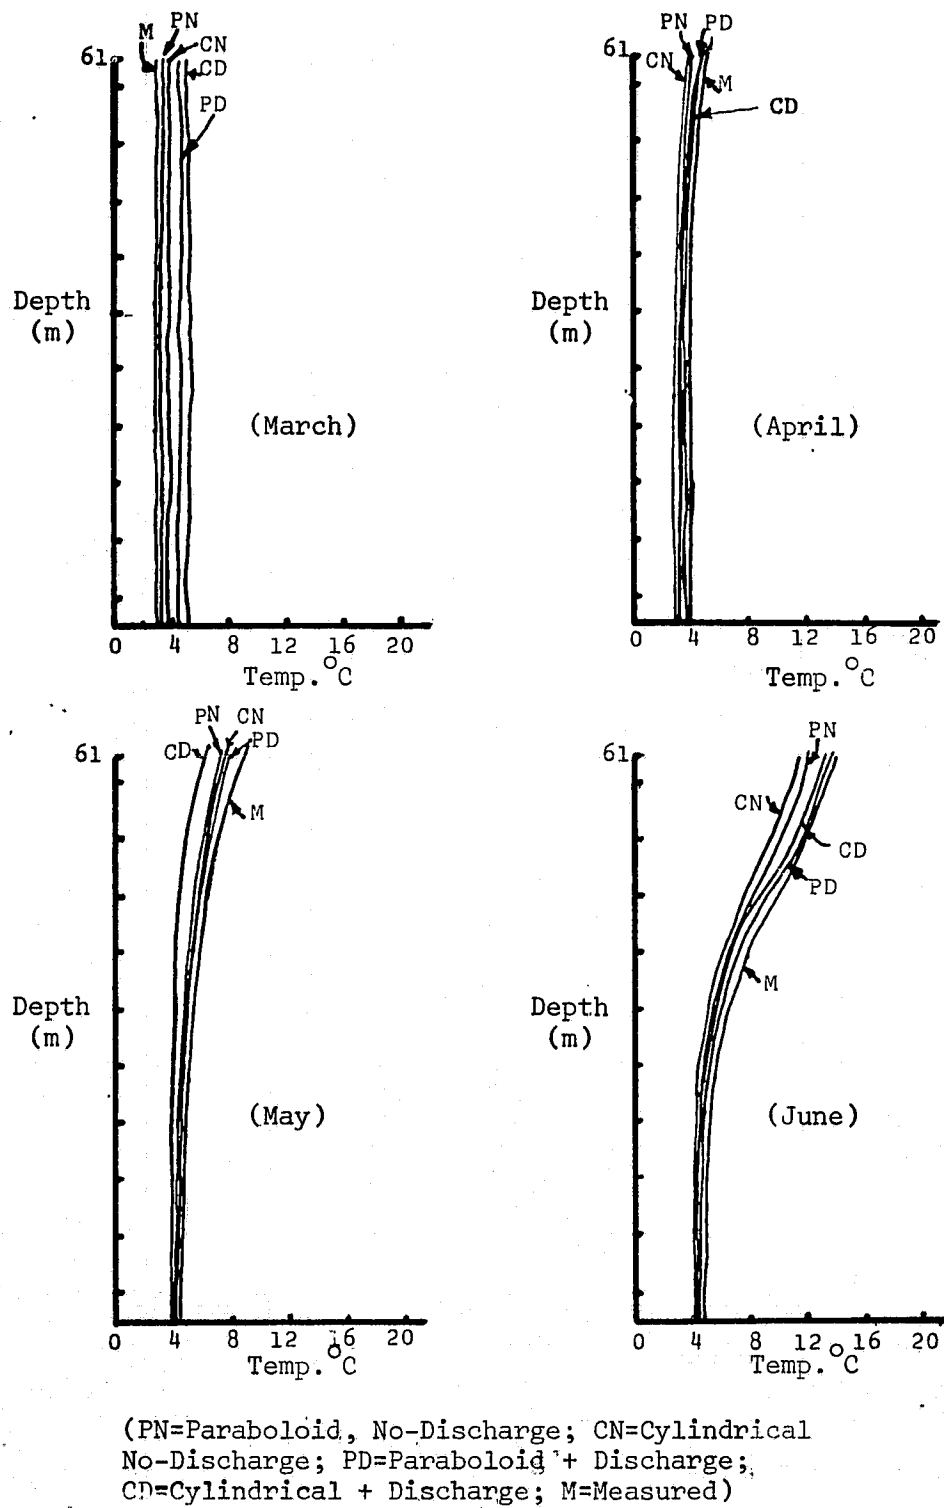 M
PN
CN
CD
PD
61
Depth
(m)
(March)
0 4 8 12 16 20
Temp.°C
PN PD
61
CN
M
CD
Depth
(m)
(April)
0 4 8 12 16 20
Temp.°C
PN CN
CD PD
61
M
Depth
(m)
(May)
0 4 8 12 16 20
Temp.°C
PN
61
CN
CD
PD
M
Depth
(m)
(June)
0 4 8 12 16 20
Temp.°C
(PN=Paraboloid, No-Discharge; CN=Cylindrical
No-Discharge; PD=Paraboloid + Discharge;
CD=Cylindrical + Discharge; M=Measured)